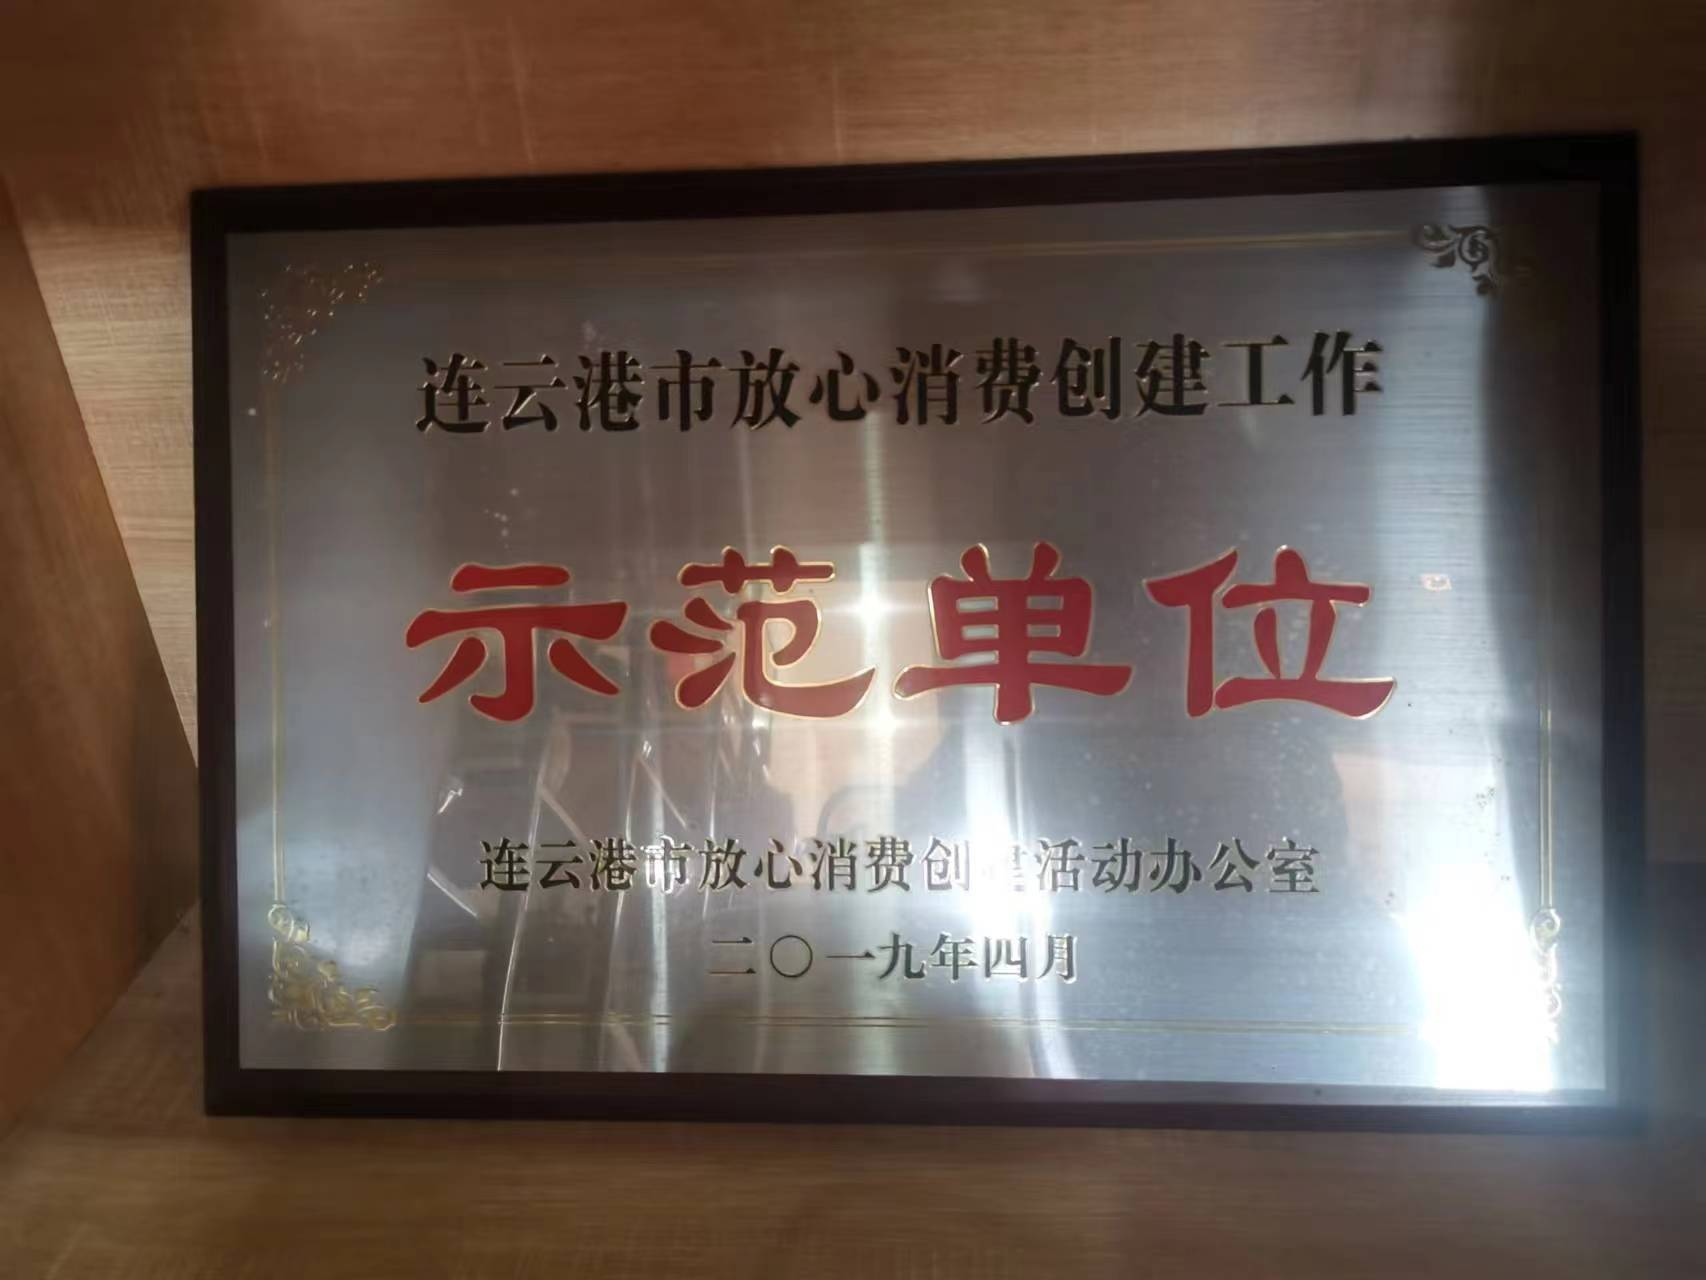 连云港市放心消费创建工作
示范单位
连云港市放心消费创建活动办公室
二〇一九年四月